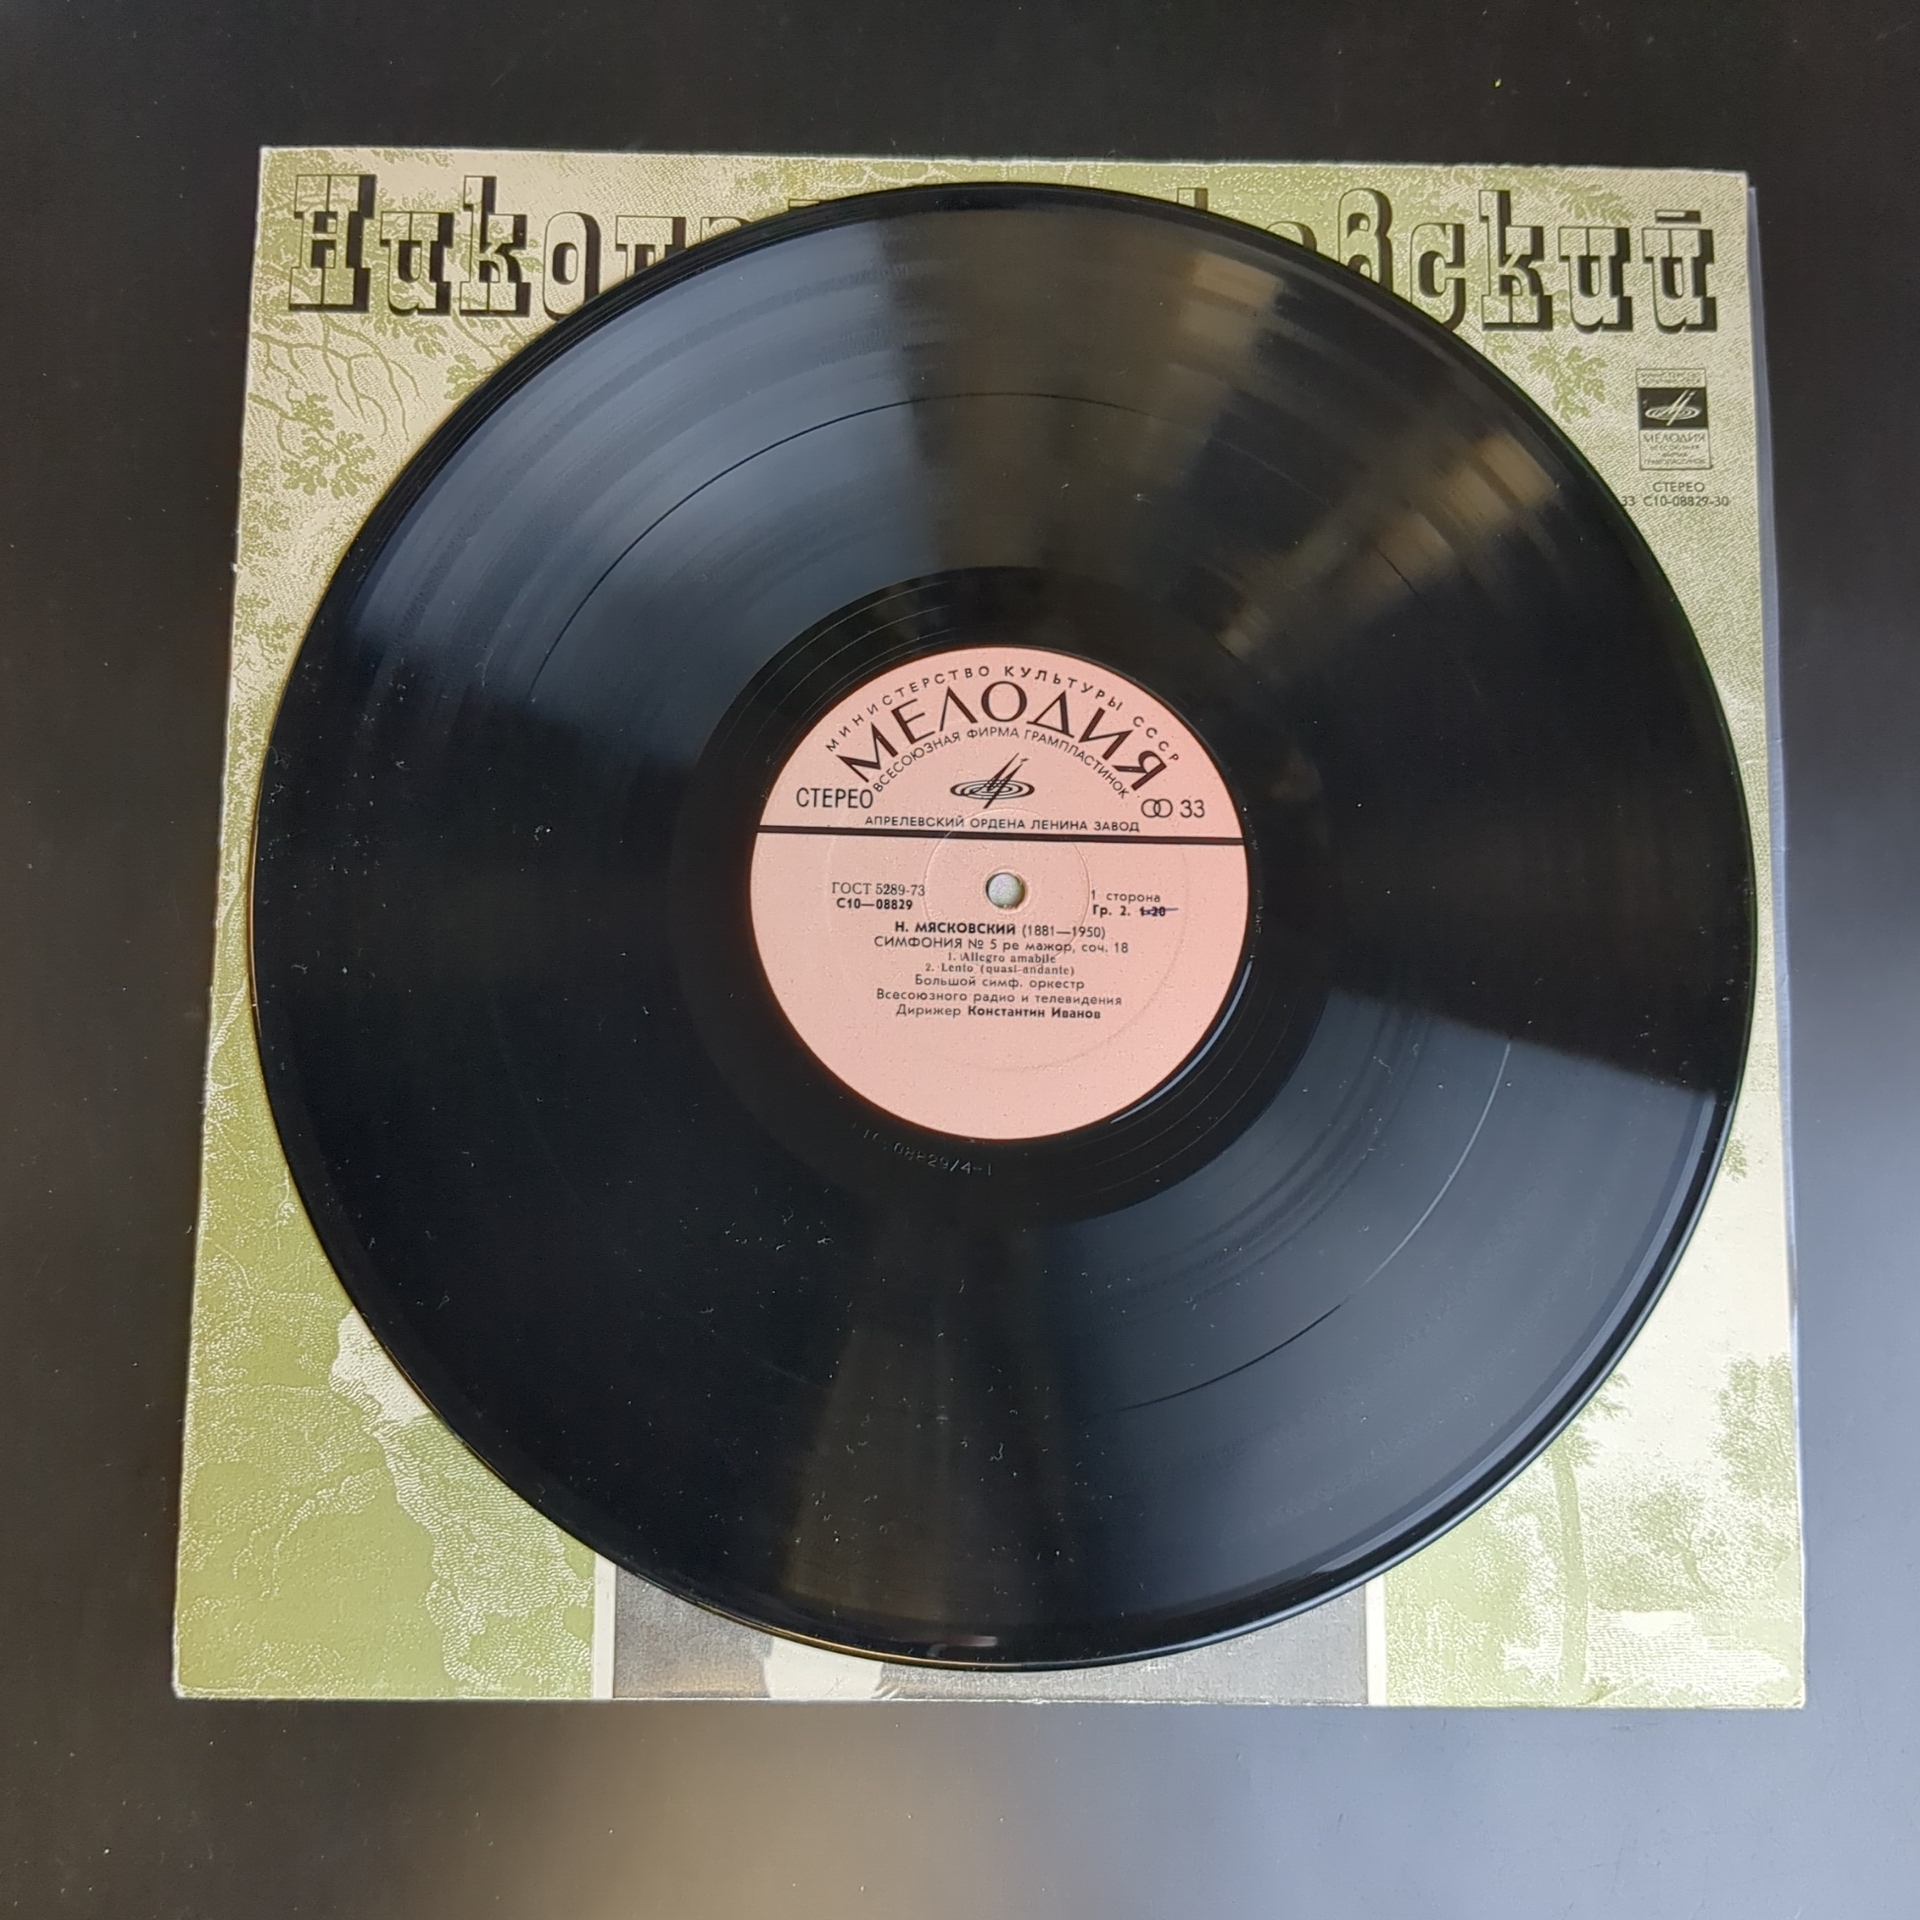 вский
МЕЛОДИЯ
СТЕРЕО
33 С10-08829-30
МИНИСТЕРСТВО КУЛЬТУРЫ СССР
МЕЛОДИЯ
ВСЕСОЮЗНАЯ ФИРМА ГРАМПЛАСТИНОК
СТЕРЕО 33
АПРЕЛЕВСКИЙ ОРДЕНА ЛЕНИНА ЗАВОД
ГОСТ 5289-73
С10—08829
1 сторона
Гр. 2. 1-20
Н. МЯСКОВСКИЙ (1881—1950)
СИМФОНИЯ № 5 ре мажор, соч. 18
1. Allegro amabile
2. Lento (quasi andante)
Большой симф. оркестр
Всесоюзного радио и телевидения
Дирижер Константин Иванов